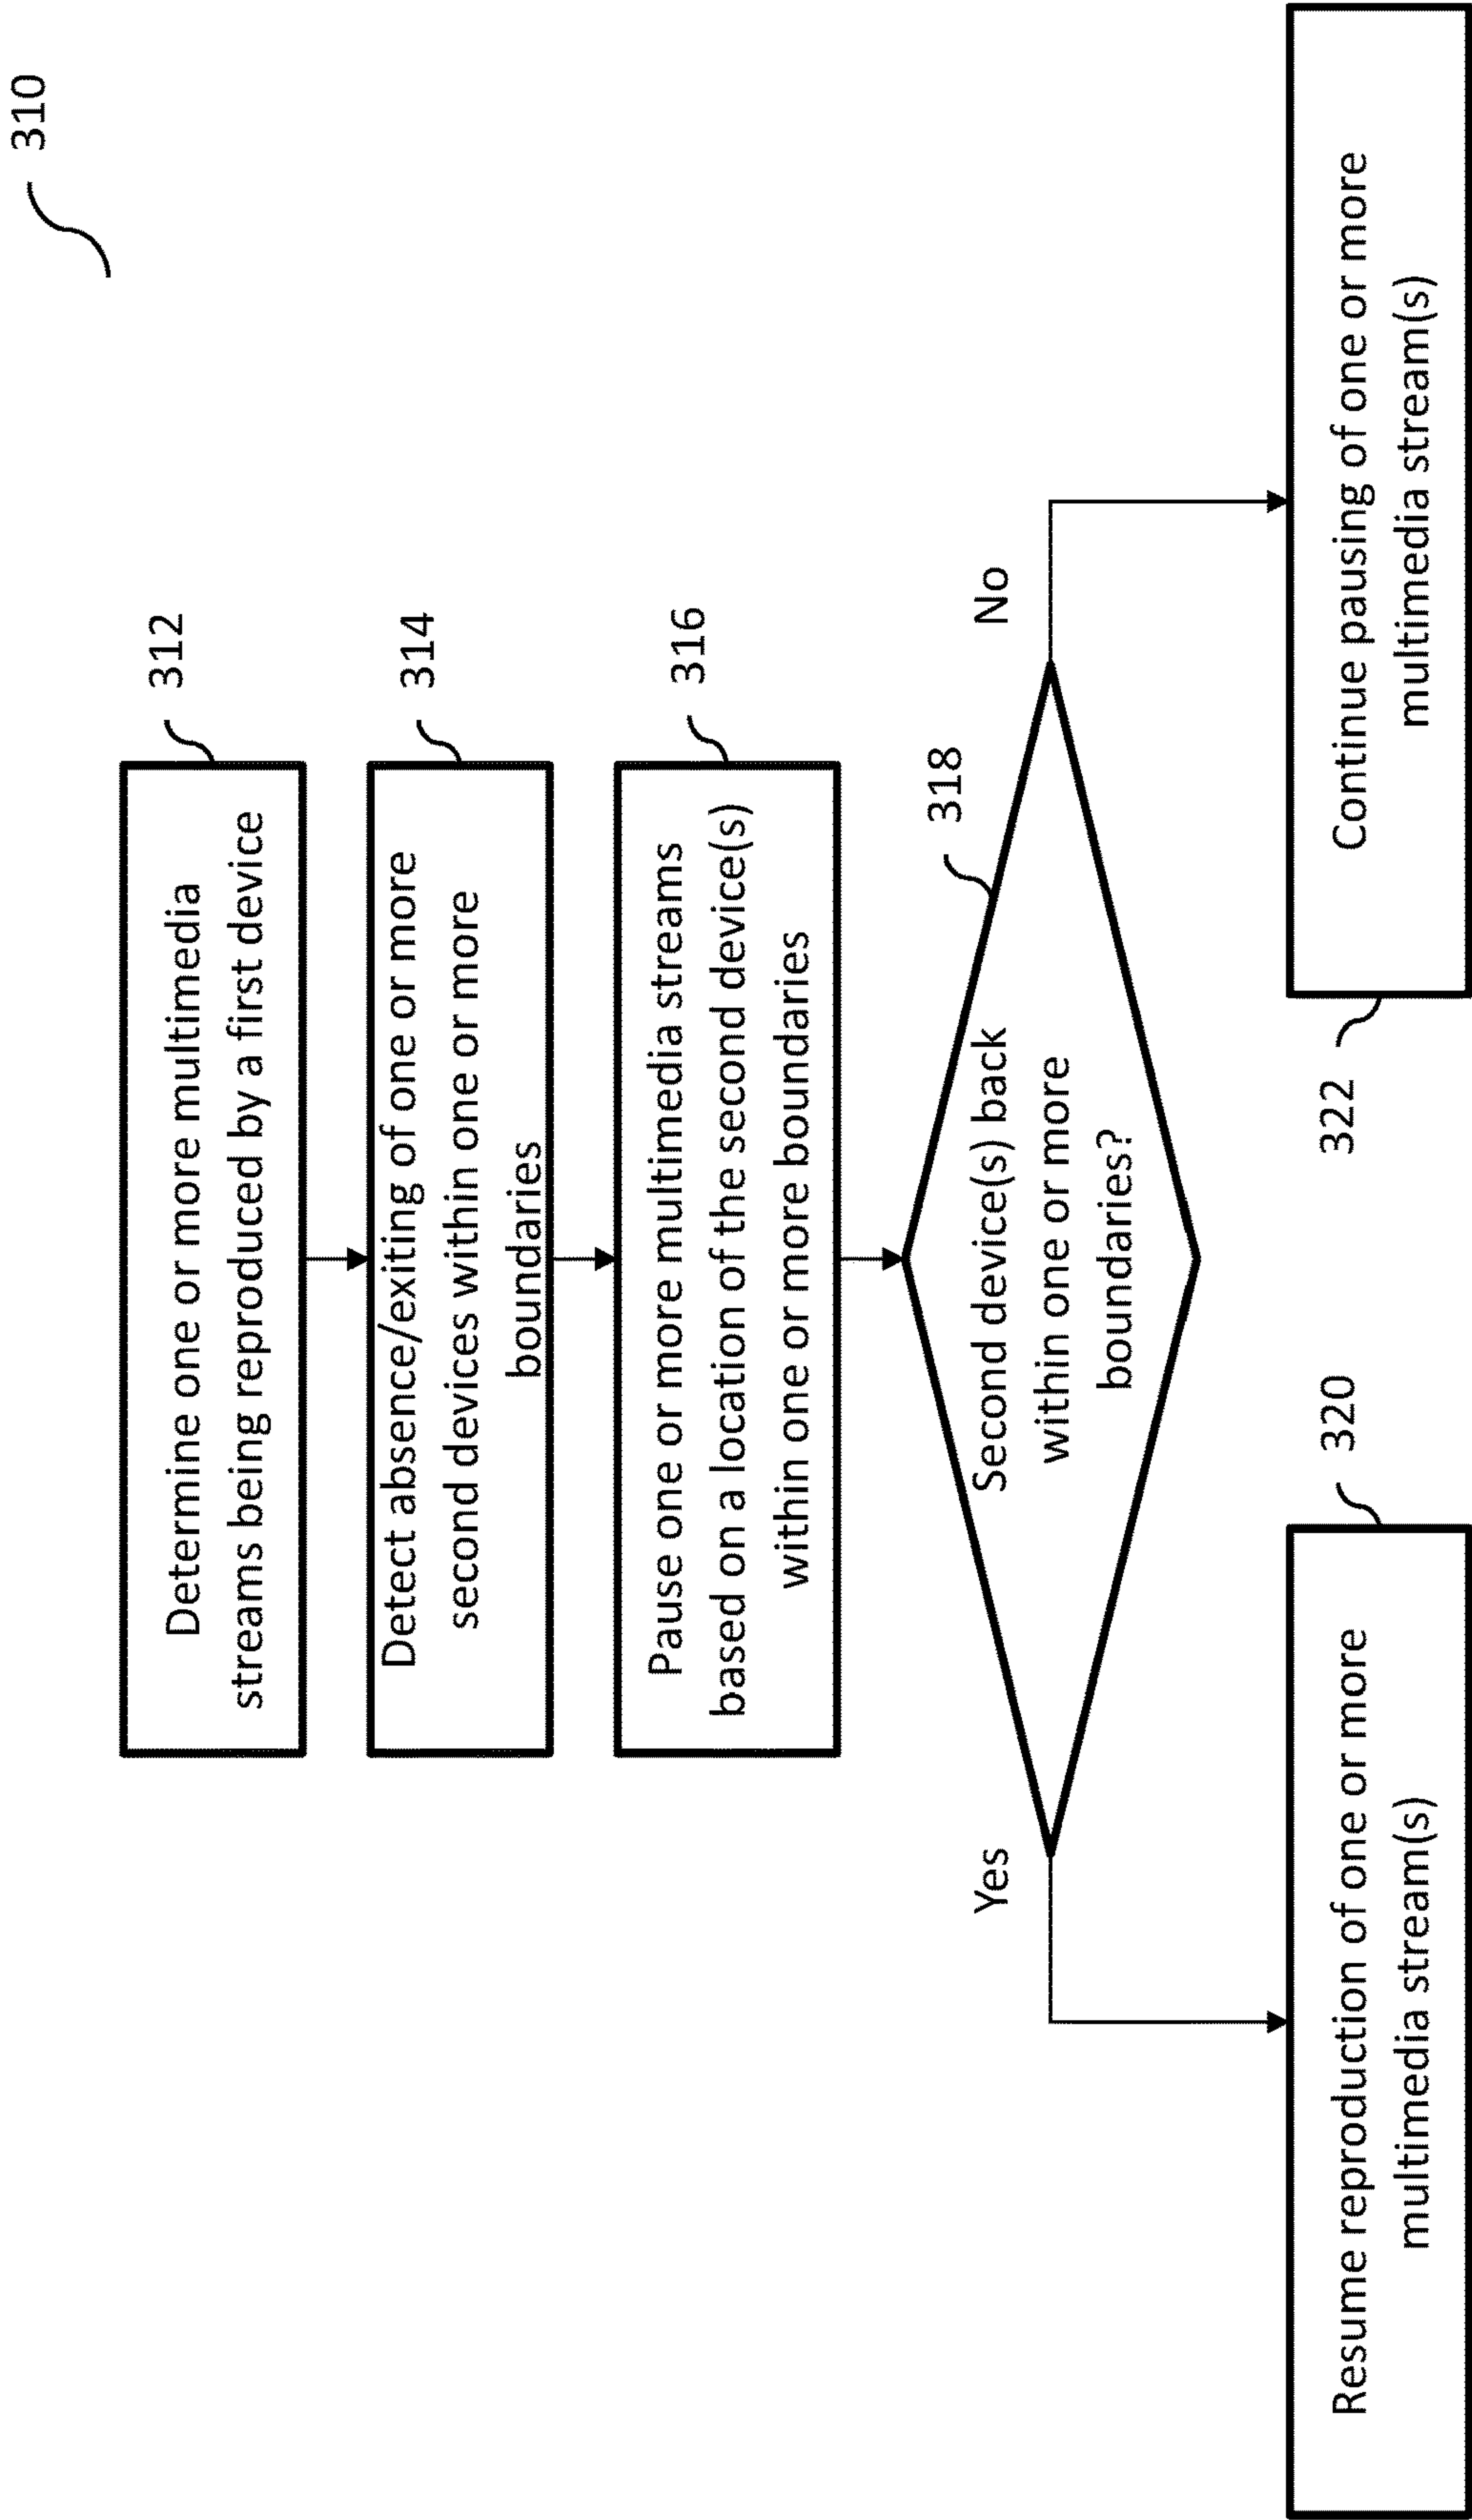 310
312
Determine one or more multimedia
streams being reproduced by a first device
314
Detect absence/exiting of one or more
second devices within one or more
boundaries
316
Pause one or more multimedia streams
based on a location of the second device(s)
within one or more boundaries
318
Second device(s) back
within one or more
boundaries?
Yes
No
320
Resume reproduction of one or more
multimedia stream(s)
322
Continue pausing of one or more
multimedia stream(s)